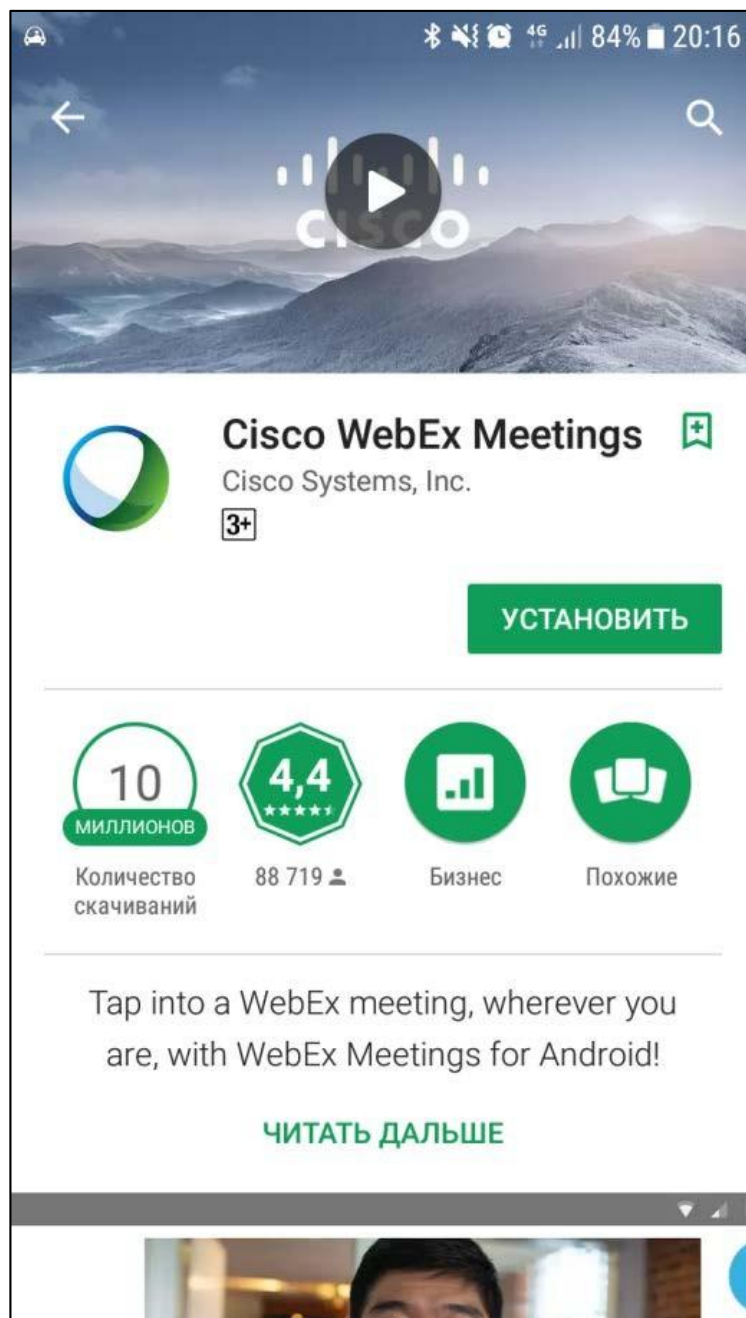 4G 84% 20:16
CISCO
Cisco WebEx Meetings
Cisco Systems, Inc.
3+
УСТАНОВИТЬ
10
МИЛЛИОНОВ
4,4
Количество
скачиваний
88 719
Бизнес
Похожие
Tap into a WebEx meeting, wherever you
are, with WebEx Meetings for Android!
ЧИТАТЬ ДАЛЬШЕ